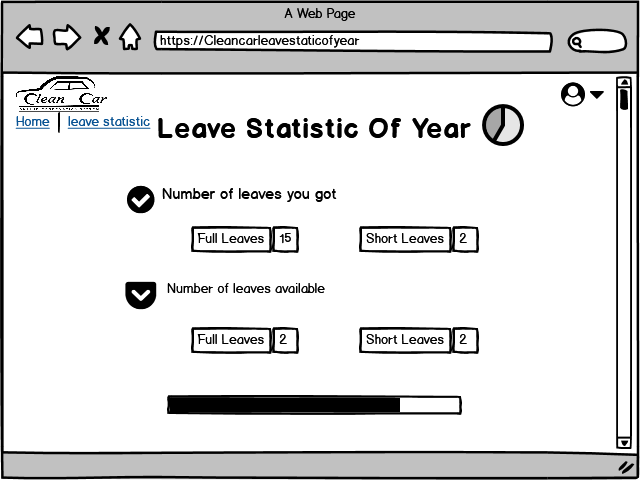 A Web Page
https://Cleancarleavestaticofyear
Clean Car
Home | leave statistic
Leave Statistic Of Year
Number of leaves you got
Full Leaves 15 Short Leaves 2
Number of leaves available
Full Leaves 2 Short Leaves 2